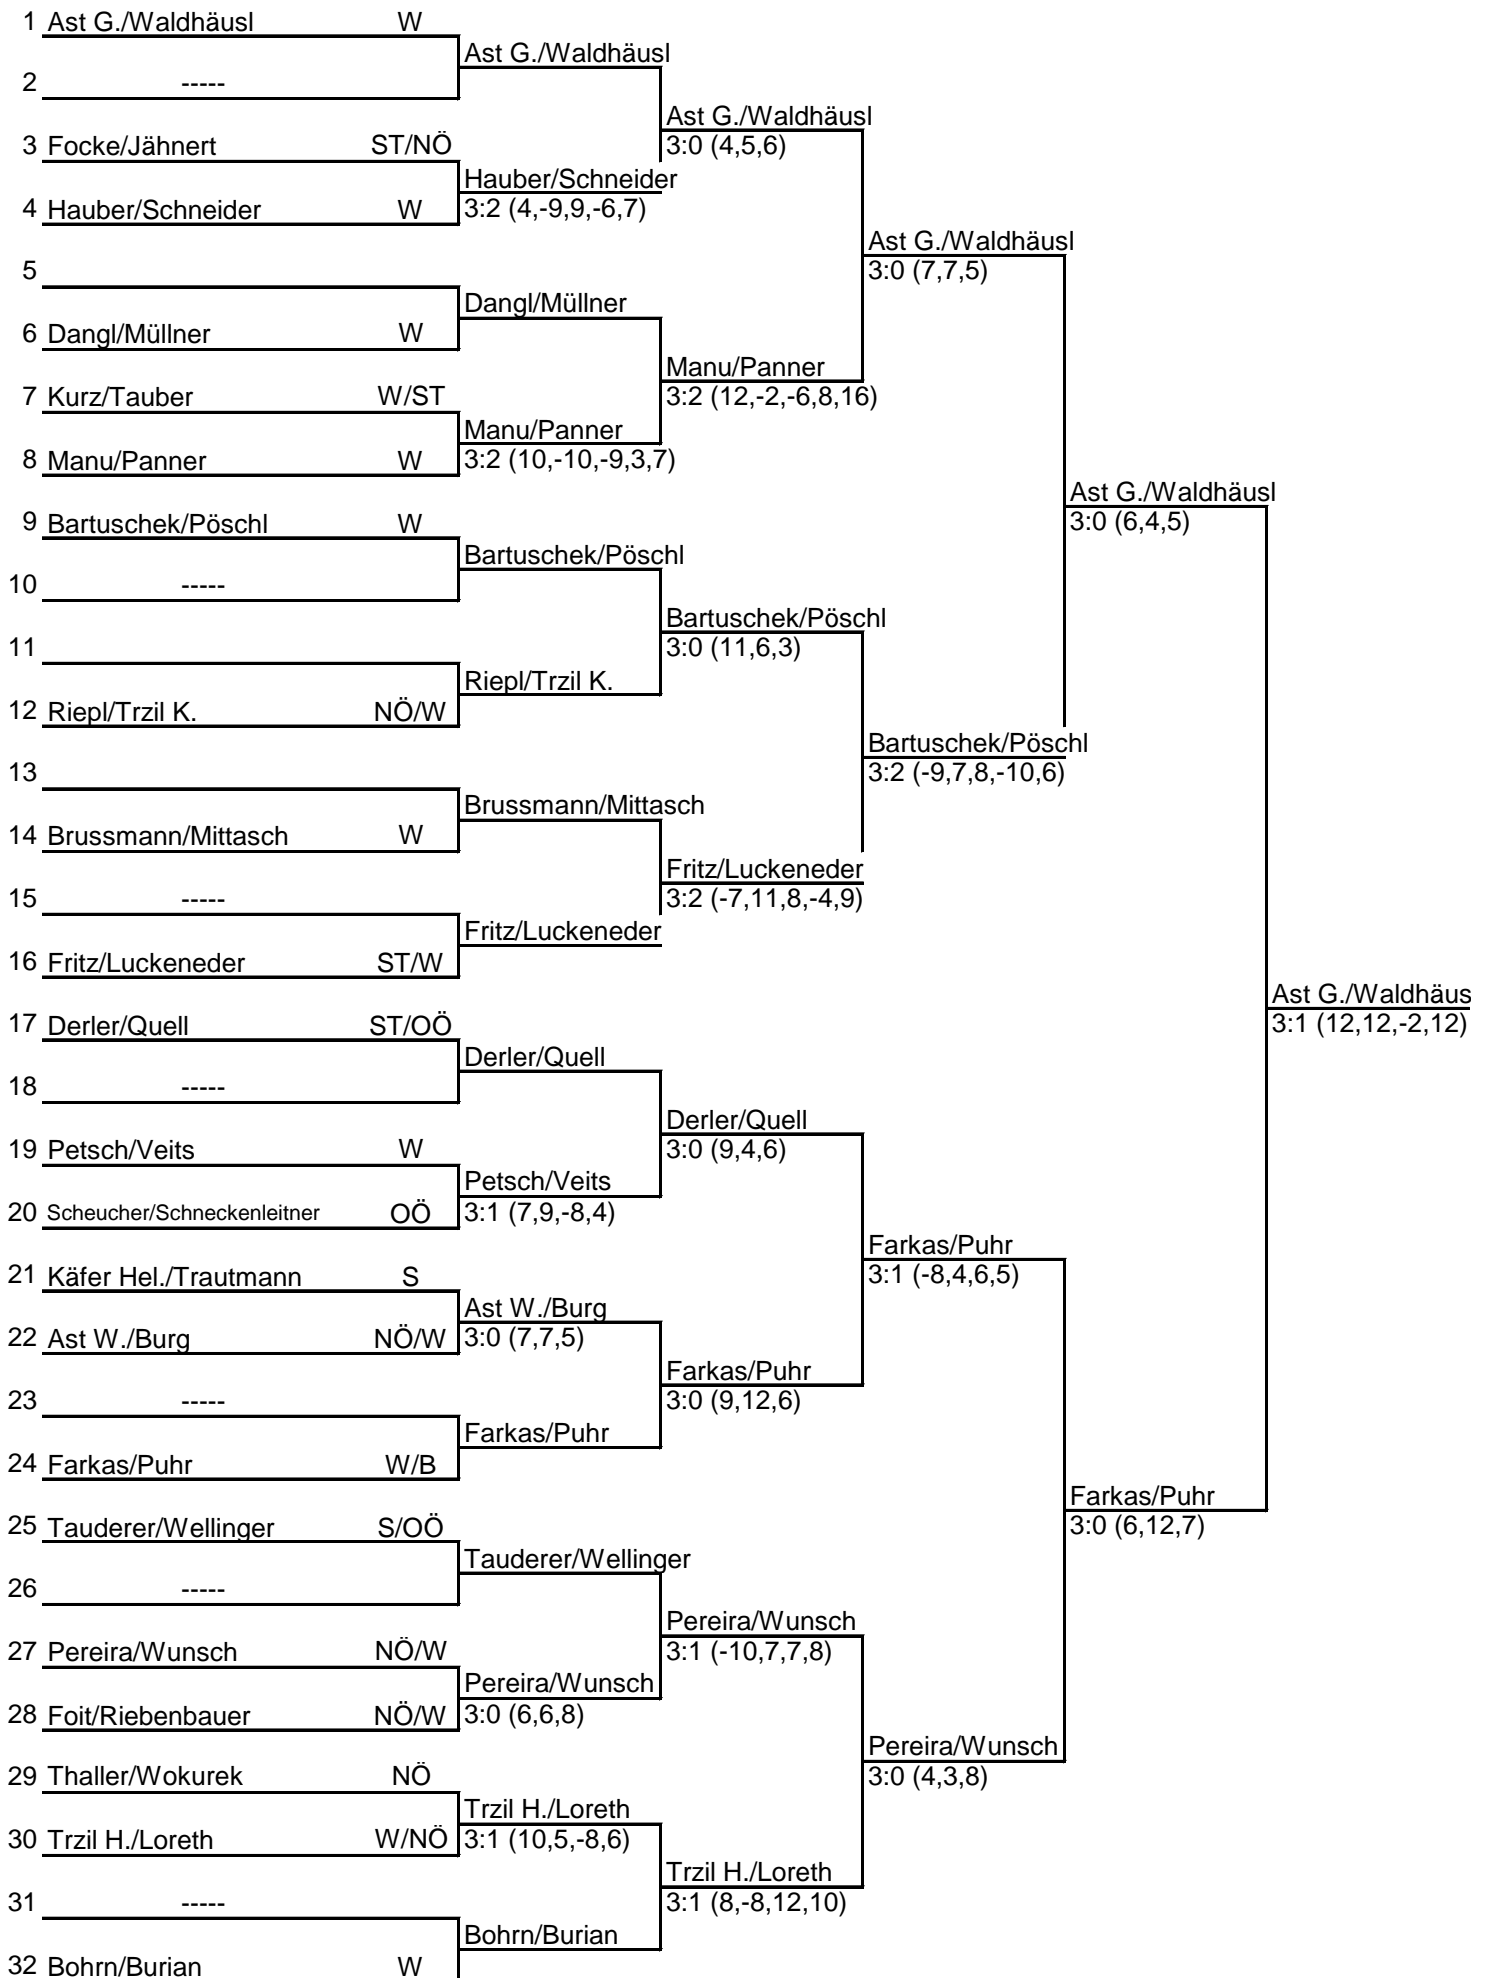 1 Ast G./Waldhäusl W
Ast G./Waldhäusl
2 -----
Ast G./Waldhäusl
3 Focke/Jähnert ST/NÖ
3:0 (4,5,6)
Hauber/Schneider
4 Hauber/Schneider W
3:2 (4,-9,9,-6,7)
Ast G./Waldhäusl
5
3:0 (7,7,5)
Dangl/Müllner
6 Dangl/Müllner W
Manu/Panner
7 Kurz/Tauber W/ST
3:2 (12,-2,-6,8,16)
Manu/Panner
8 Manu/Panner W
3:2 (10,-10,-9,3,7)
Ast G./Waldhäusl
9 Bartuschek/Pöschl W
3:0 (6,4,5)
Bartuschek/Pöschl
10 -----
Bartuschek/Pöschl
11
3:0 (11,6,3)
Riepl/Trzil K.
12 Riepl/Trzil K. NÖ/W
Bartuschek/Pöschl
13
3:2 (-9,7,8,-10,6)
Brussmann/Mittasch
14 Brussmann/Mittasch W
Fritz/Luckeneder
15 -----
3:2 (-7,11,8,-4,9)
Fritz/Luckeneder
16 Fritz/Luckeneder ST/W
Ast G./Waldhäus
17 Derler/Quell ST/OÖ
3:1 (12,12,-2,12)
Derler/Quell
18 -----
Derler/Quell
19 Petsch/Veits W
3:0 (9,4,6)
Petsch/Veits
20 Scheucher/Schneckenleitner OÖ
3:1 (7,9,-8,4)
Farkas/Puhr
21 Käfer Hel./Trautmann S
3:1 (-8,4,6,5)
Ast W./Burg
22 Ast W./Burg NÖ/W
3:0 (7,7,5)
Farkas/Puhr
23 -----
3:0 (9,12,6)
Farkas/Puhr
24 Farkas/Puhr W/B
Farkas/Puhr
25 Tauderer/Wellinger S/OÖ
3:0 (6,12,7)
Tauderer/Wellinger
26 -----
Pereira/Wunsch
27 Pereira/Wunsch NÖ/W
3:1 (-10,7,7,8)
Pereira/Wunsch
28 Foit/Riebenbauer NÖ/W
3:0 (6,6,8)
Pereira/Wunsch
29 Thaller/Wokurek NÖ
3:0 (4,3,8)
Trzil H./Loreth
30 Trzil H./Loreth W/NÖ
3:1 (10,5,-8,6)
Trzil H./Loreth
31 -----
3:1 (8,-8,12,10)
Bohrn/Burian
32 Bohrn/Burian W